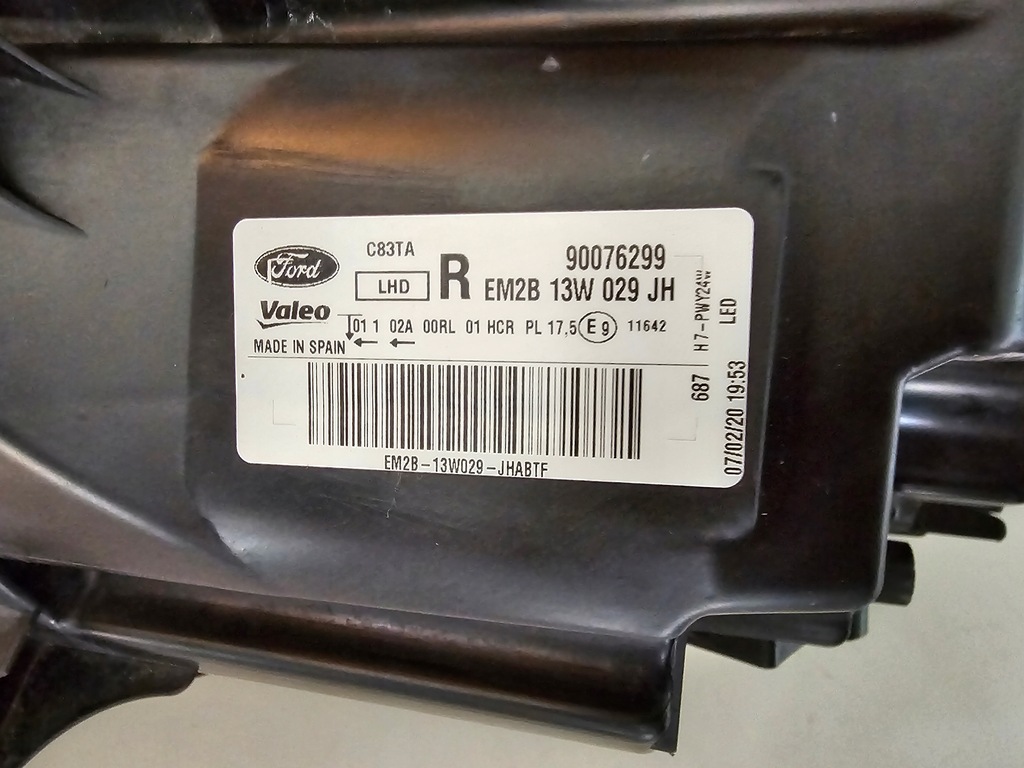 Ford
C83TA
LHD
R
90076299
EM2B 13W 029 JH
Valeo
01 1 02A 00RL 01 HCR PL 17,5 E9 11642
MADE IN SPAIN
EM2B-13W029-JHABTF
687 H7-PWY24W
LED
07/02/20 19:53